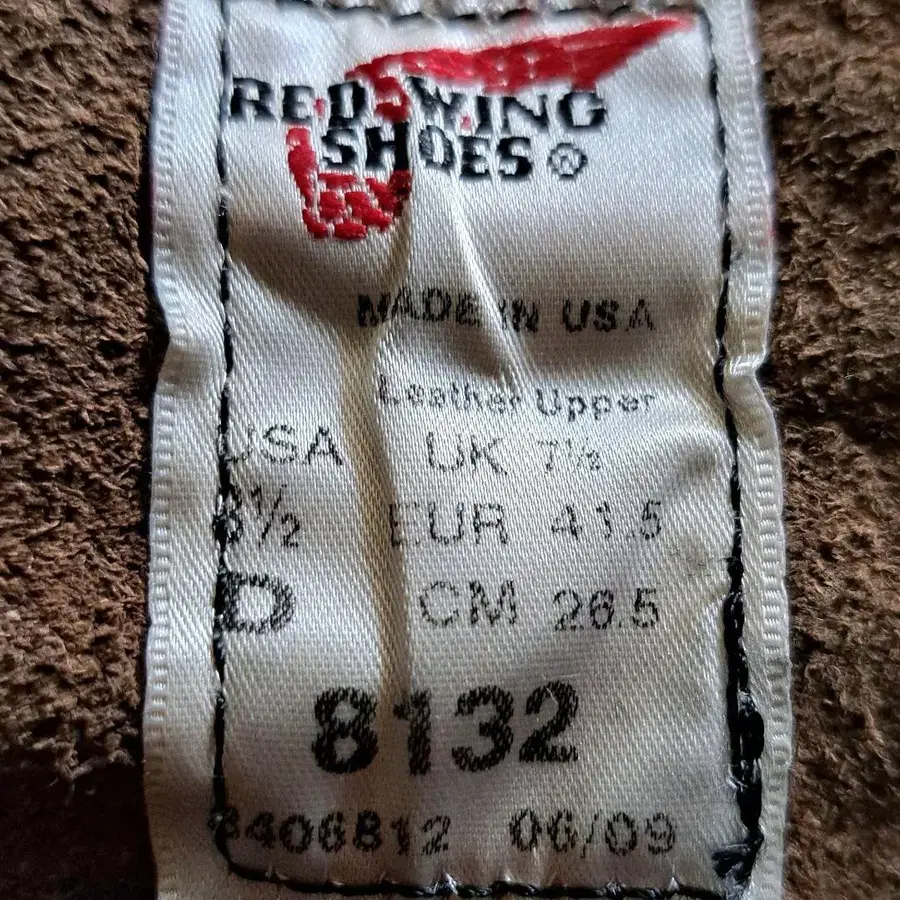 RED WING
SHOES ®
MADE IN USA
Leather Upper
USA UK 7½
8½ EUR 41.5
D CM 26.5
8132
8406812 06/09